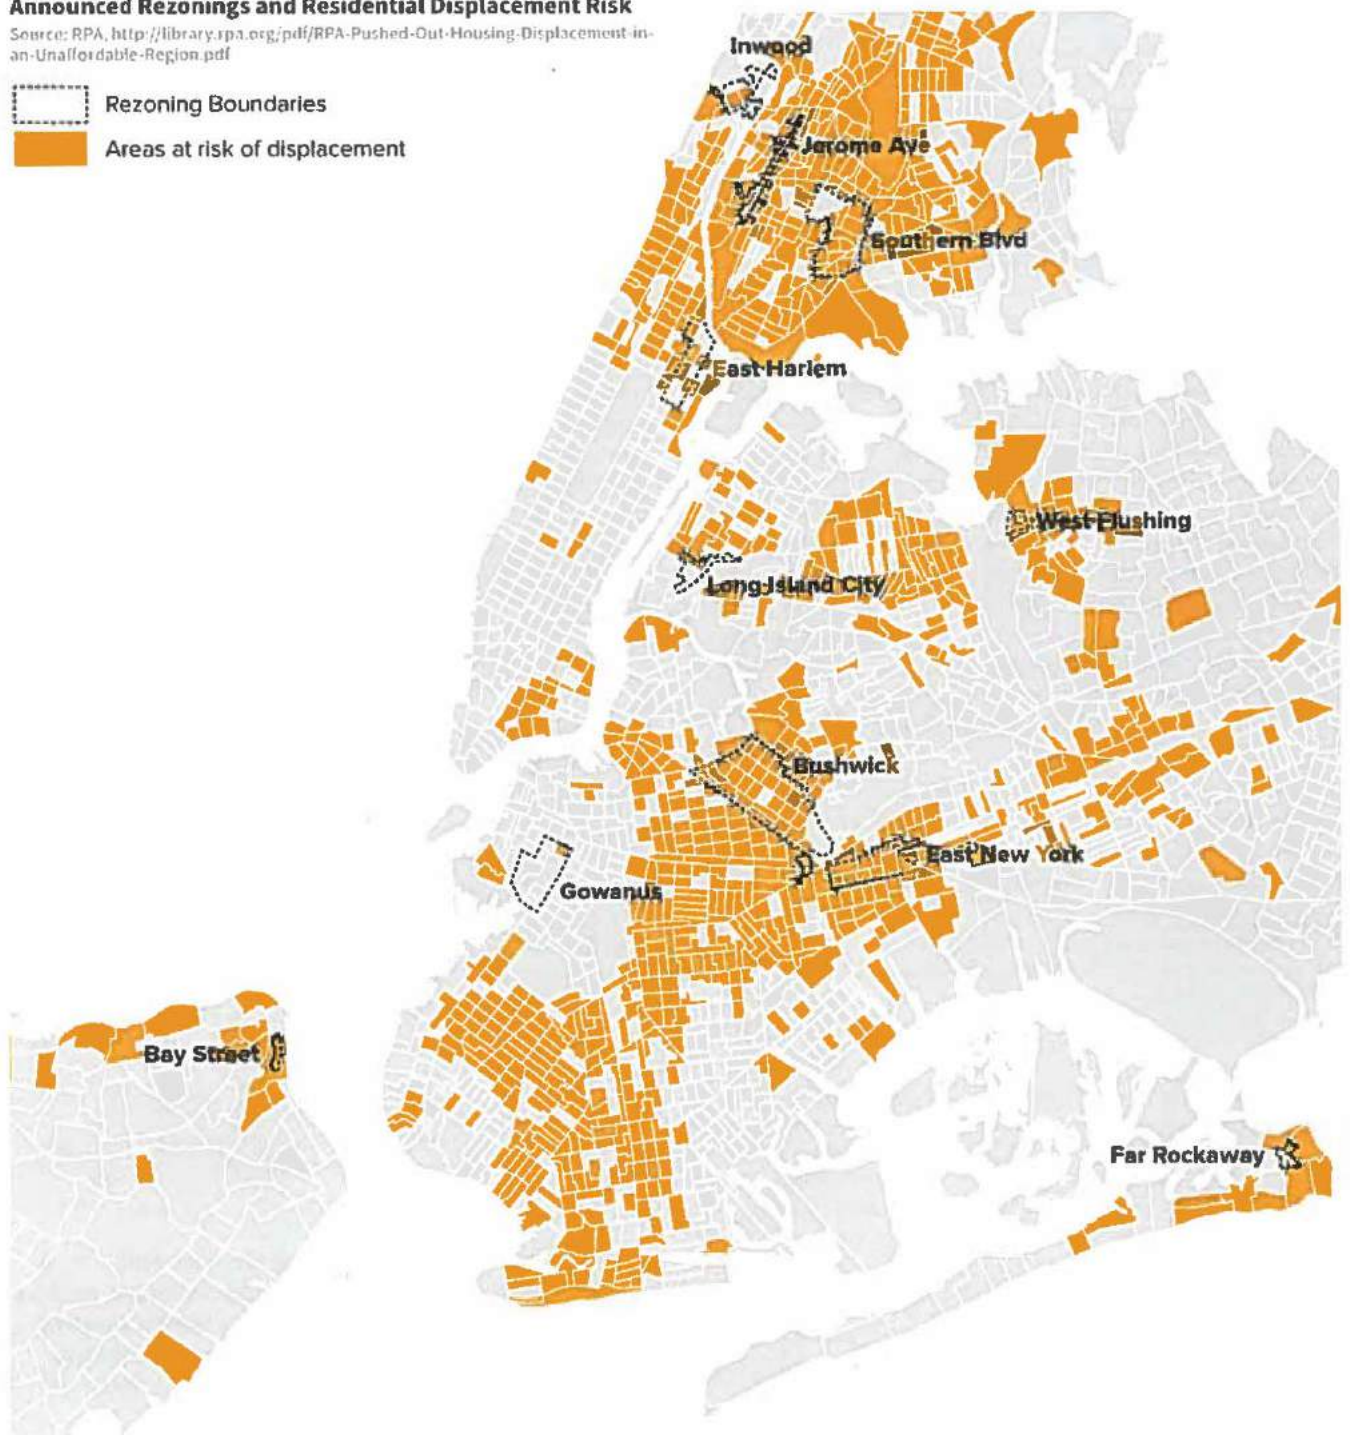 Announced Rezonings and Residential Displacement Risk
Source: RPA, http://library.rpa.org/pdf/RPA-Pushed-Out-Housing-Displacement-in-
an-Unaffordable-Region.pdf
Rezoning Boundaries
Areas at risk of displacement
Inwood
Jerome Ave
Southern Blvd
East Harlem
West Flushing
Long Island City
Bushwick
East New York
Gowanus
Bay Street
Far Rockaway